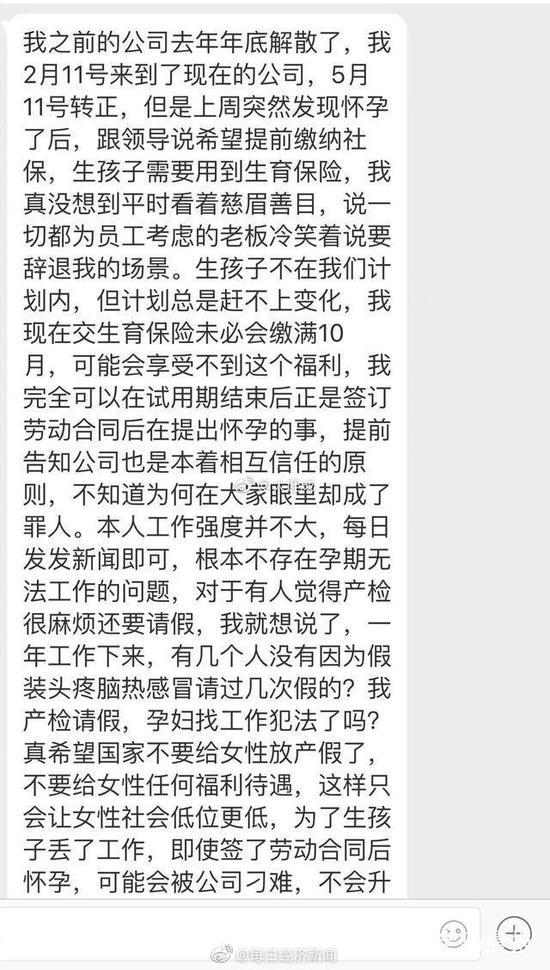 我之前的公司去年年底解散了，我
2月11号来到了现在的公司，5月
11号转正，但是上周突然发现怀孕
了后，跟领导说希望提前缴纳社
保，生孩子需要用到生育保险，我
真没想到平时看着慈眉善目，说一
切都为员工考虑的老板冷笑着说要
辞退我的场景。生孩子不在我们计
划内，但计划总是赶不上变化，我
现在交生育保险未必会缴满10
月，可能会享受不到这个福利，我
完全可以在试用期结束后正是签订
劳动合同后在提出怀孕的事，提前
告知公司也是本着相互信任的原
则，不知道为何在大家眼里却成了
罪人。本人工作强度并不大，每日
发发新闻即可，根本不存在孕期无
法工作的问题，对于有人觉得产检
很麻烦还要请假，我就想说了，一
年工作下来，有几个人没有因为假
装头疼脑热感冒请过几次假的？我
产检请假，孕妇找工作犯法了吗？
真希望国家不要给女性放产假了，
不要给女性任何福利待遇，这样只
会让女性社会低位更低，为了生孩
子丢了工作，即使签了劳动合同后
怀孕，可能会被公司刁难，不会升
@每日经济新闻